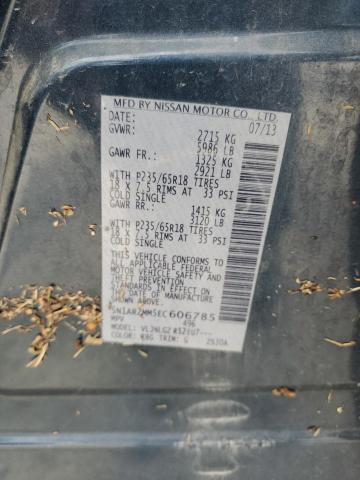 MFD BY NISSAN MOTOR CO., LTD.
DATE: 07/13
GVWR: 2715 KG
5986 LB
GAWR FR.: 1325 KG
2921 LB
WITH P235/65R18 TIRES
18 X 7.5 RIMS AT 33 PSI
COLD SINGLE
GAWR RR.: 1415 KG
3120 LB
WITH P235/65R18 TIRES
18 X 7.5 RIMS AT 33 PSI
COLD SINGLE
THIS VEHICLE CONFORMS TO
ALL APPLICABLE FEDERAL
MOTOR VEHICLE SAFETY AND
THEFT PREVENTION
STANDARDS IN EFFECT ON
THE DATE OF MANUFACTURE
SHOWN ABOVE.
5N1AR2MM5EC606785
MPV 496
MODEL:
COLOR: TRIM: G